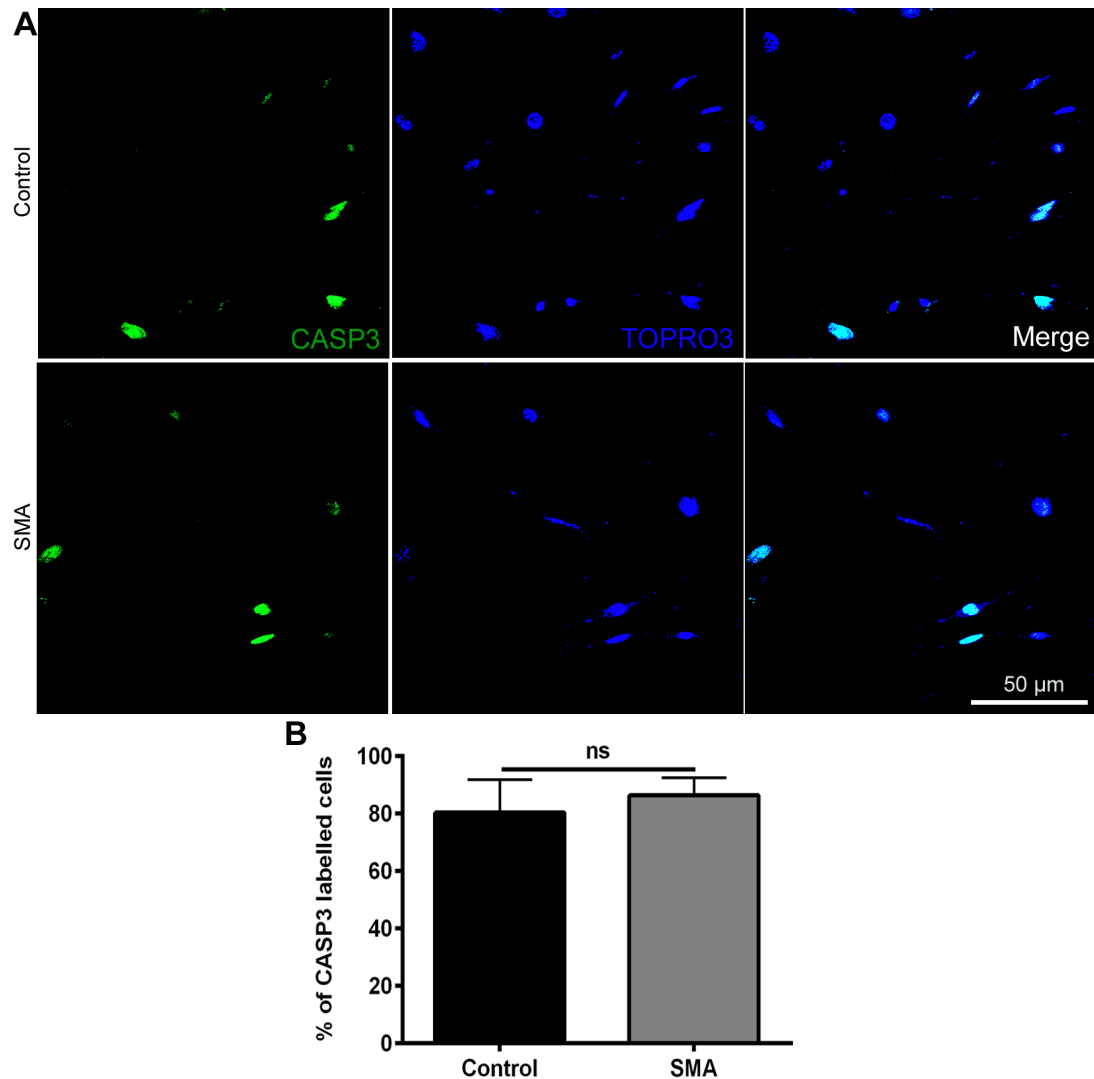 A
Control
CASP3
TOPRO3
Merge
SMA
50 µm
B
ns
% of CASP3 labelled cells
100
80
60
40
20
0
Control
SMA